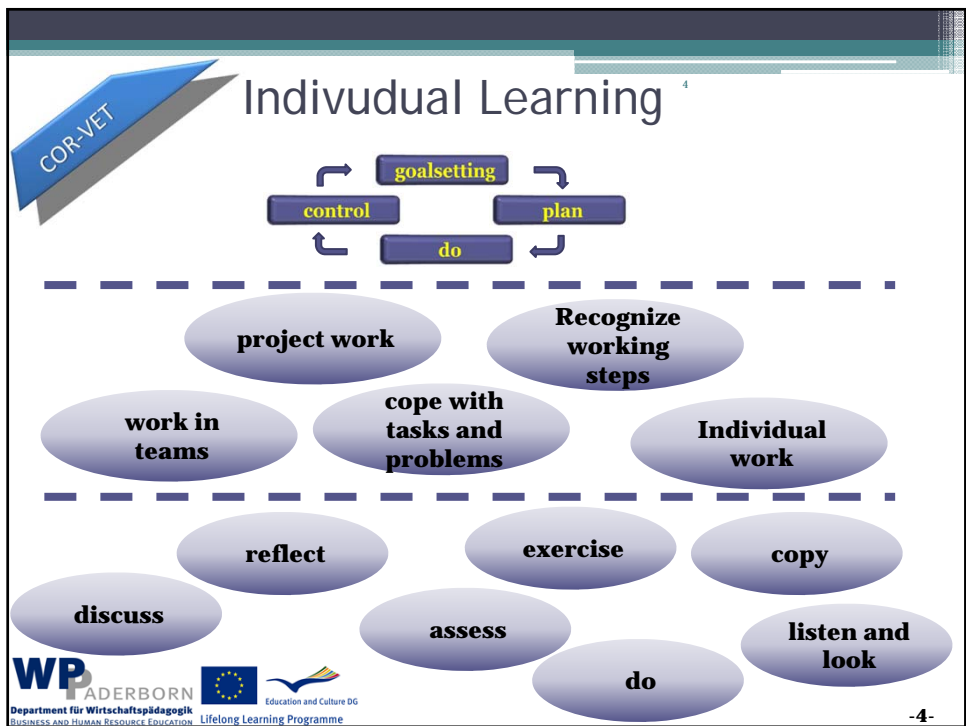 COR-VET
Indivudual Learning 4
goalsetting
control
plan
do
project work
Recognize
working
steps
work in
teams
cope with
tasks and
problems
Individual
work
reflect
exercise
copy
discuss
assess
listen and
look
do
WP PADERBORN
Department für Wirtschaftspädagogik
BUSINESS AND HUMAN RESOURCE EDUCATION
Education and Culture DG
Lifelong Learning Programme
-4-